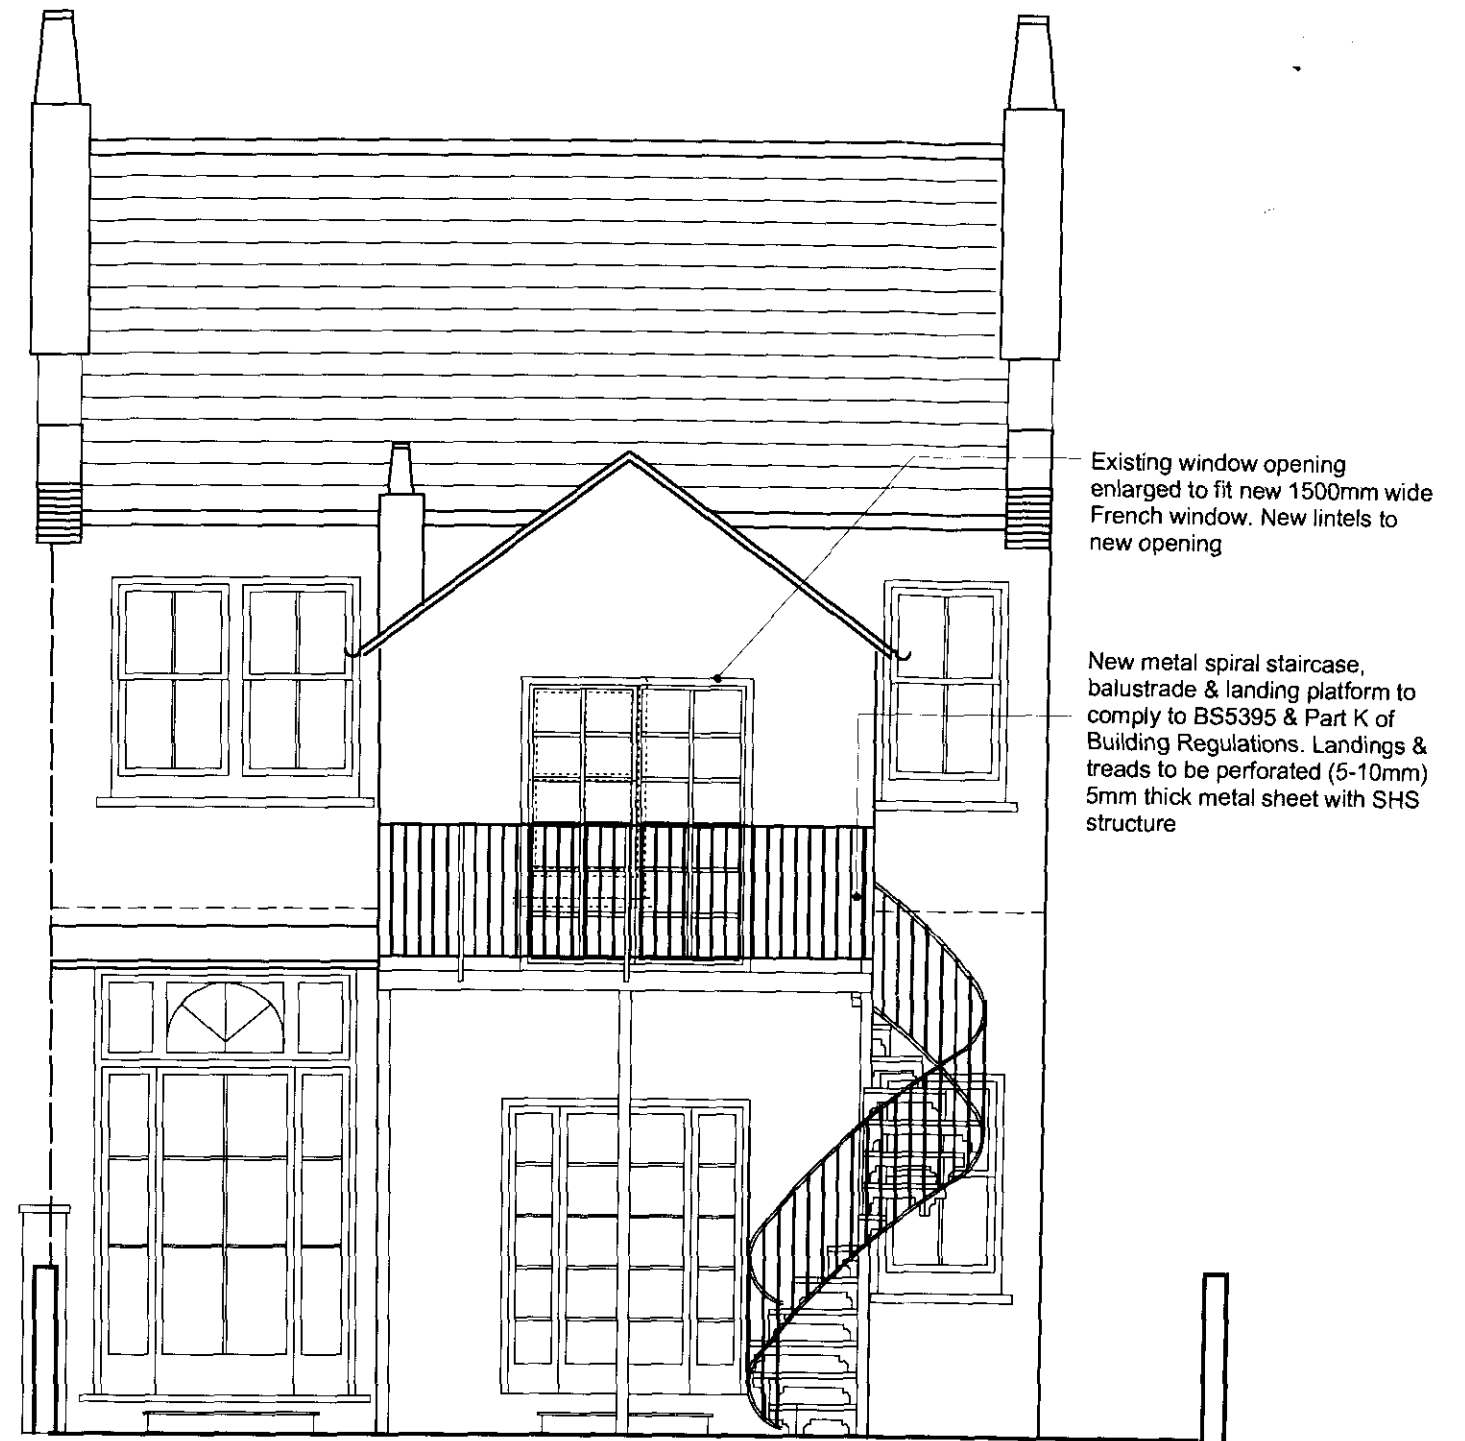 Existing window opening
enlarged to fit new 1500mm wide
French window. New lintels to
new opening
New metal spiral staircase,
balustrade & landing platform to
comply to BS5395 & Part K of
Building Regulations. Landings &
treads to be perforated (5-10mm)
5mm thick metal sheet with SHS
structure